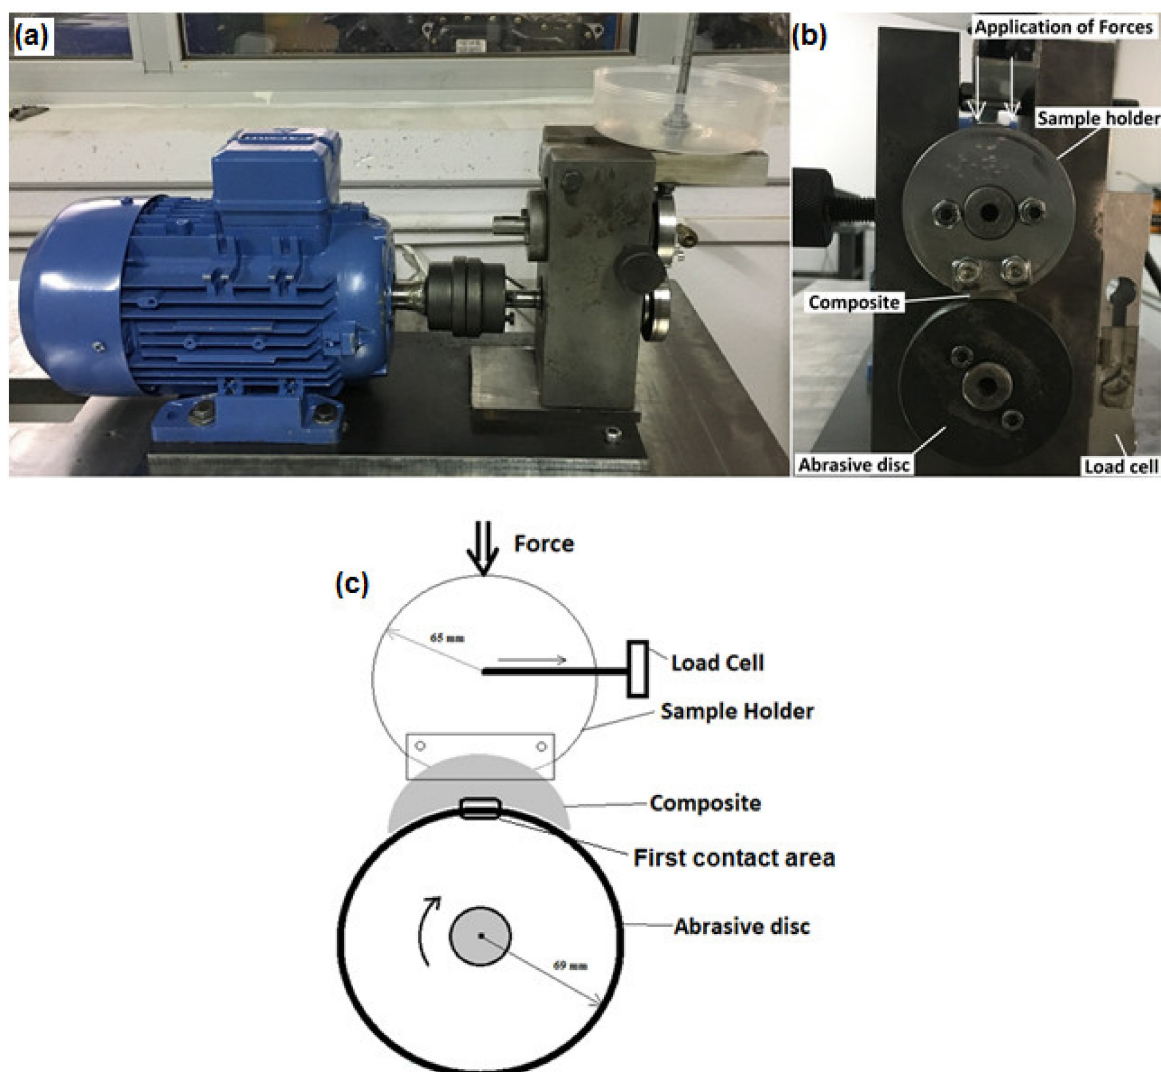 (a)
(b)
Application of Forces
Sample holder
Composite
Abrasive disc
Load cell
(c)
Force
65 mm
Load Cell
Sample Holder
Composite
First contact area
Abrasive disc
69 mm